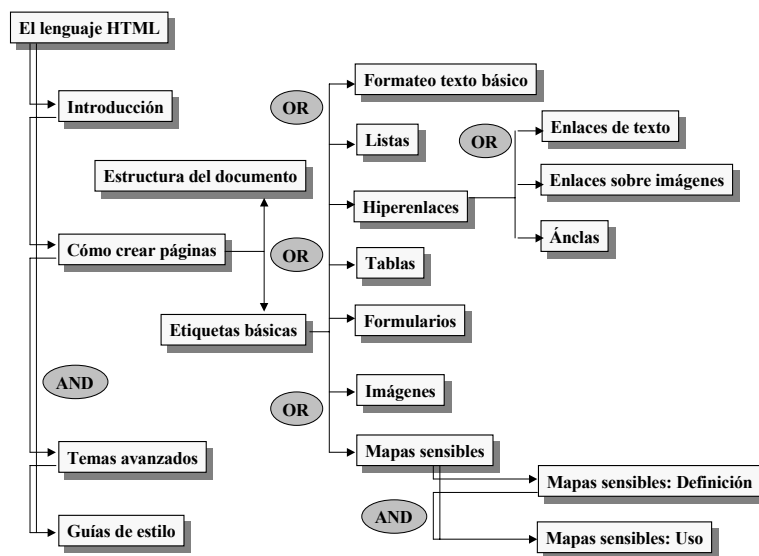 El lenguaje HTML
Introducción
Formateo texto básico
OR
Listas
Enlaces de texto
OR
Estructura del documento
Enlaces sobre imágenes
Hiperenlaces
Cómo crear páginas
OR
Ánclas
Tablas
Etiquetas básicas
Formularios
AND
Imágenes
OR
Temas avanzados
Mapas sensibles
Mapas sensibles: Definición
AND
Guías de estilo
Mapas sensibles: Uso